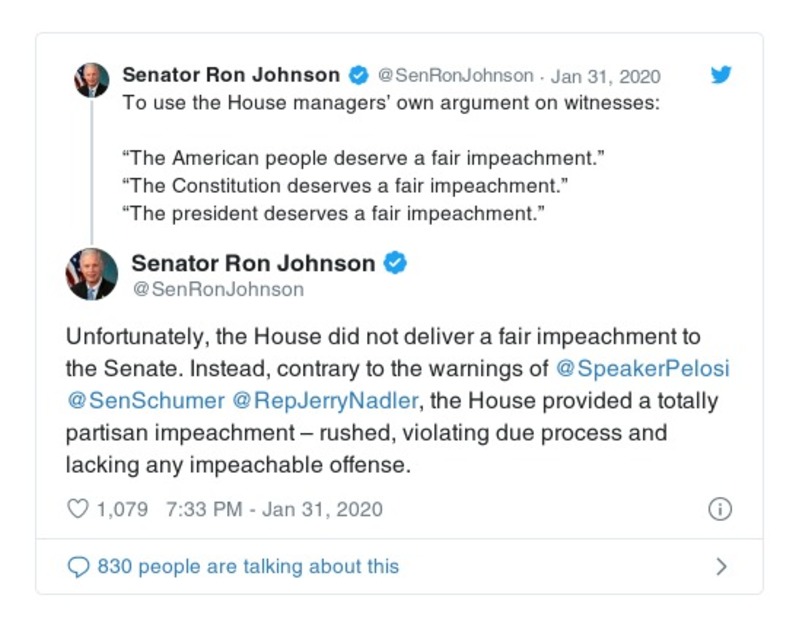 Senator Ron Johnson @SenRonJohnson · Jan 31, 2020
To use the House managers’ own argument on witnesses:
“The American people deserve a fair impeachment.”
“The Constitution deserves a fair impeachment.”
“The president deserves a fair impeachment.”
Senator Ron Johnson
@SenRonJohnson
Unfortunately, the House did not deliver a fair impeachment to
the Senate. Instead, contrary to the warnings of @SpeakerPelosi
@SenSchumer @RepJerryNadler, the House provided a totally
partisan impeachment – rushed, violating due process and
lacking any impeachable offense.
1,079 7:33 PM - Jan 31, 2020
830 people are talking about this